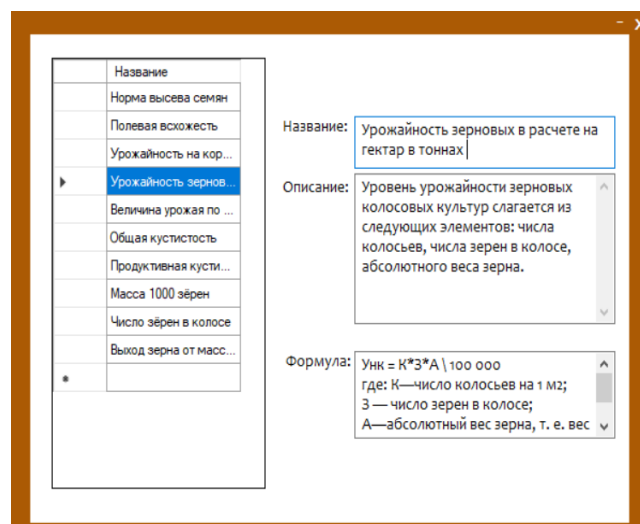 Название
Норма высева семян
Полевая всхожесть
Урожайность на кор...
Урожайность зернов...
Величина урожая по ...
Общая кустистость
Продуктивная кусти...
Масса 1000 зёрен
Число зёрен в колосе
Выход зерна от масс...
Название:
Урожайность зерновых в расчете на
гектар в тоннах
Описание:
Уровень урожайности зерновых
колосовых культур слагается из
следующих элементов: числа
колосьев, числа зерен в колосе,
абсолютного веса зерна.
Формула:
Унк = К*З*А \ 100 000
где: К—число колосьев на 1 м2;
З — число зерен в колосе;
А—абсолютный вес зерна, т. е. вес